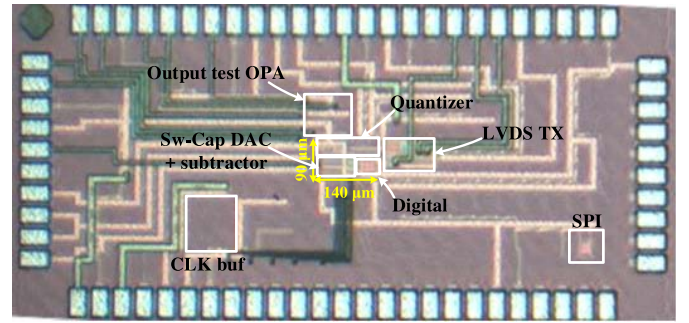 Output test OPA
Quantizer
Sw-Cap DAC
+ subtractor
LVDS TX
90 μm
140 μm
Digital
SPI
CLK buf